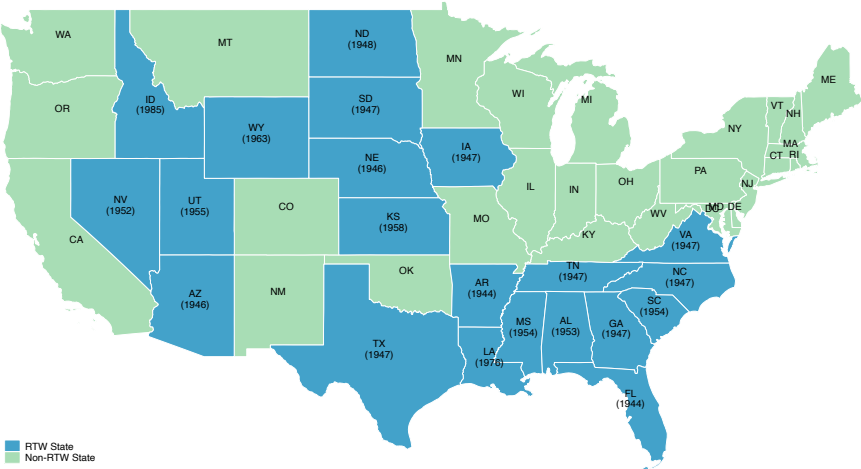 WA
MT
ND
(1948)
MN
ME
OR
ID
(1985)
SD
(1947)
WI
MI
VT
NH
WY
(1963)
NY
MA
CT
RI
NE
(1946)
IA
(1947)
PA
NV
(1952)
UT
(1955)
CO
KS
(1958)
MO
IL
IN
OH
NJ
WV
DC
MD
DE
CA
KY
VA
(1947)
AZ
(1946)
NM
OK
AR
(1944)
TN
(1947)
NC
(1947)
SC
(1954)
MS
(1954)
AL
(1953)
GA
(1947)
TX
(1947)
LA
(1976)
FL
(1944)
RTW State
Non-RTW State